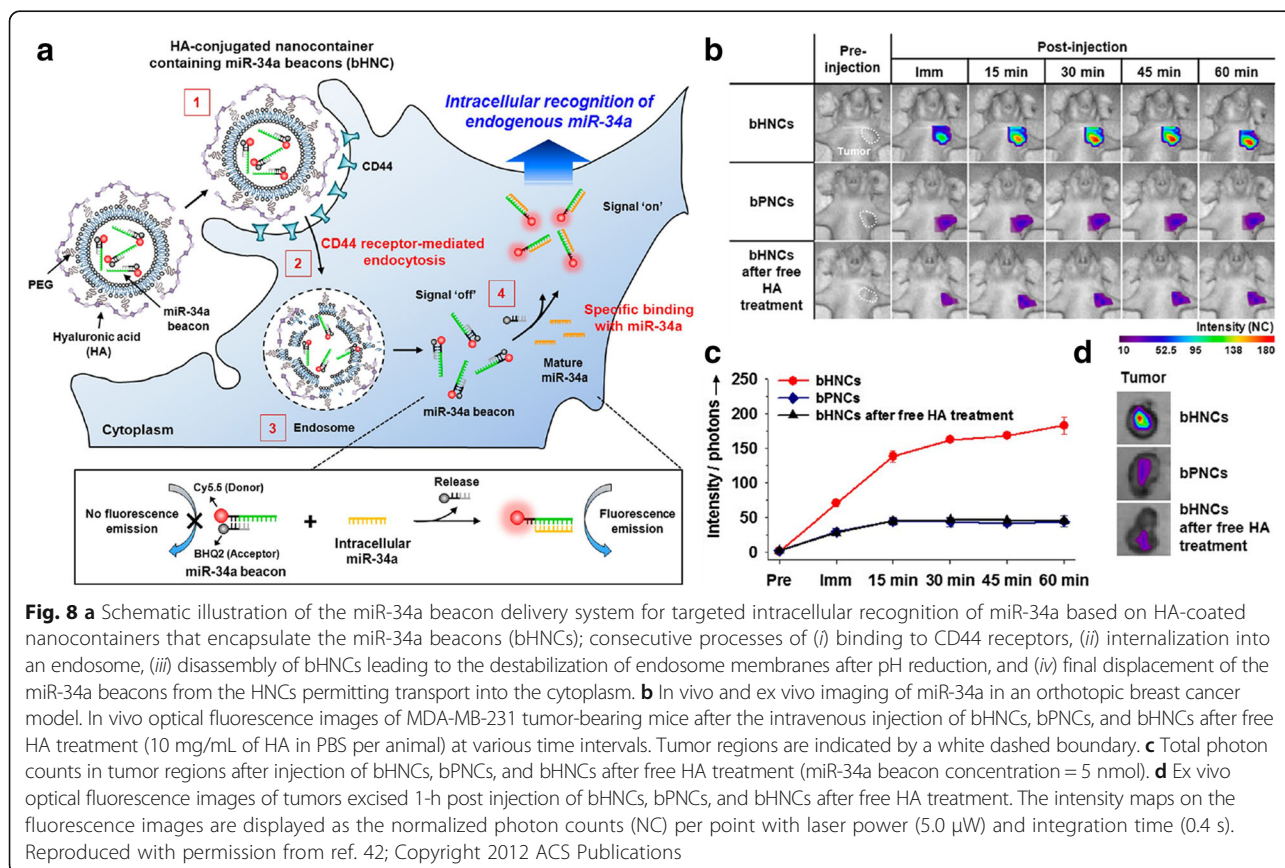 a
HA-conjugated nanocontainer
containing miR-34a beacons (bHNC)
1
Intracellular recognition of
endogenous miR-34a
CD44
Signal 'on'
2
CD44 receptor-mediated
endocytosis
PEG
miR-34a
beacon
Hyaluronic acid
(HA)
Signal 'off'
4
Specific binding
with miR-34a
Mature
miR-34a
miR-34a beacon
3
Endosome
Cytoplasm
Cy5.5 (Donor)
No fluorescence
emission
BHQ2 (Acceptor)
miR-34a beacon
+
Intracellular
miR-34a
Release
Fluorescence
emission
b
Pre-
injection
Post-injection
Imm
15 min
30 min
45 min
60 min
bHNCs
Tumor
bPNCs
bHNCs
after free
HA
treatment
Intensity (NC)
10 52.5 95 138 180
c
Intensity / photons
250
200
150
100
50
0
bHNCs
bPNCs
bHNCs after free HA treatment
Pre Imm 15 min 30 min 45 min 60 min
d
Tumor
bHNCs
bPNCs
bHNCs
after free HA
treatment
Fig. 8 a Schematic illustration of the miR-34a beacon delivery system for targeted intracellular recognition of miR-34a based on HA-coated
nanocontainers that encapsulate the miR-34a beacons (bHNCs); consecutive processes of (i) binding to CD44 receptors, (ii) internalization into
an endosome, (iii) disassembly of bHNCs leading to the destabilization of endosome membranes after pH reduction, and (iv) final displacement of the
miR-34a beacons from the HNCs permitting transport into the cytoplasm. b In vivo and ex vivo imaging of miR-34a in an orthotopic breast cancer
model. In vivo optical fluorescence images of MDA-MB-231 tumor-bearing mice after the intravenous injection of bHNCs, bPNCs, and bHNCs after free
HA treatment (10 mg/mL of HA in PBS per animal) at various time intervals. Tumor regions are indicated by a white dashed boundary. c Total photon
counts in tumor regions after injection of bHNCs, bPNCs, and bHNCs after free HA treatment (miR-34a beacon concentration = 5 nmol). d Ex vivo
optical fluorescence images of tumors excised 1-h post injection of bHNCs, bPNCs, and bHNCs after free HA treatment. The intensity maps on the
fluorescence images are displayed as the normalized photon counts (NC) per point with laser power (5.0 μW) and integration time (0.4 s).
Reproduced with permission from ref. 42; Copyright 2012 ACS Publications